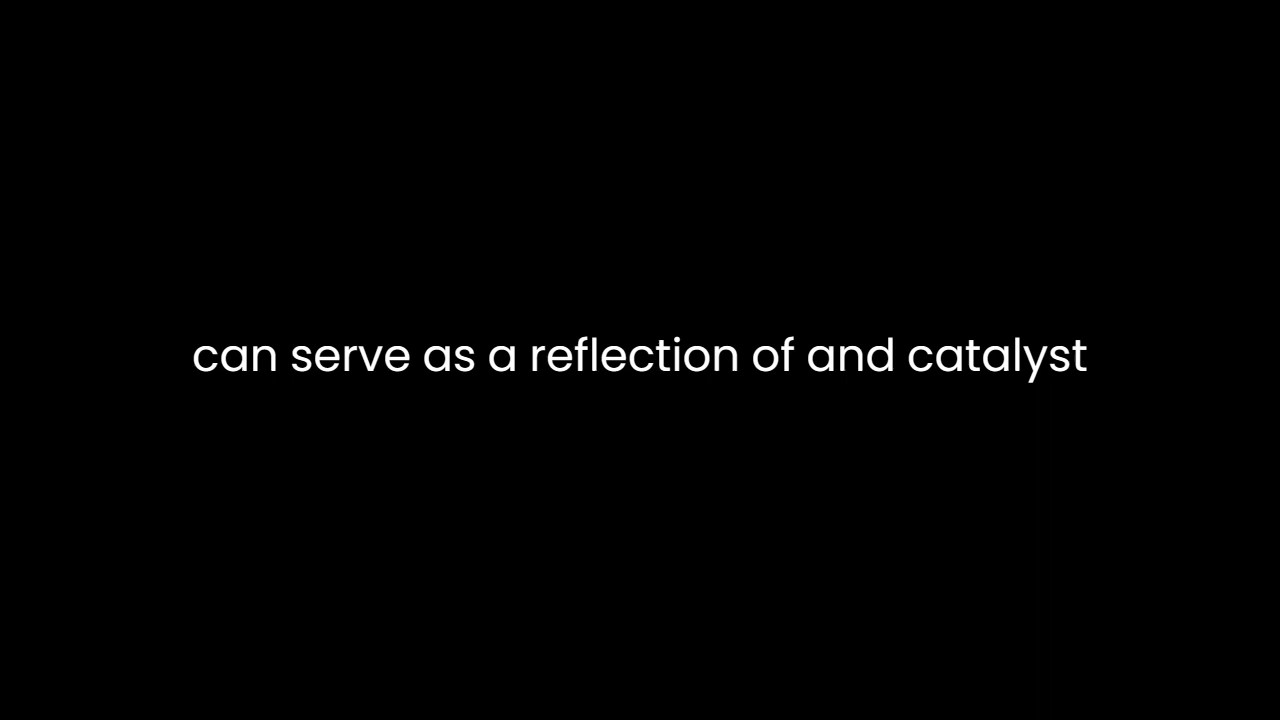 can serve as a reflection of and catalyst